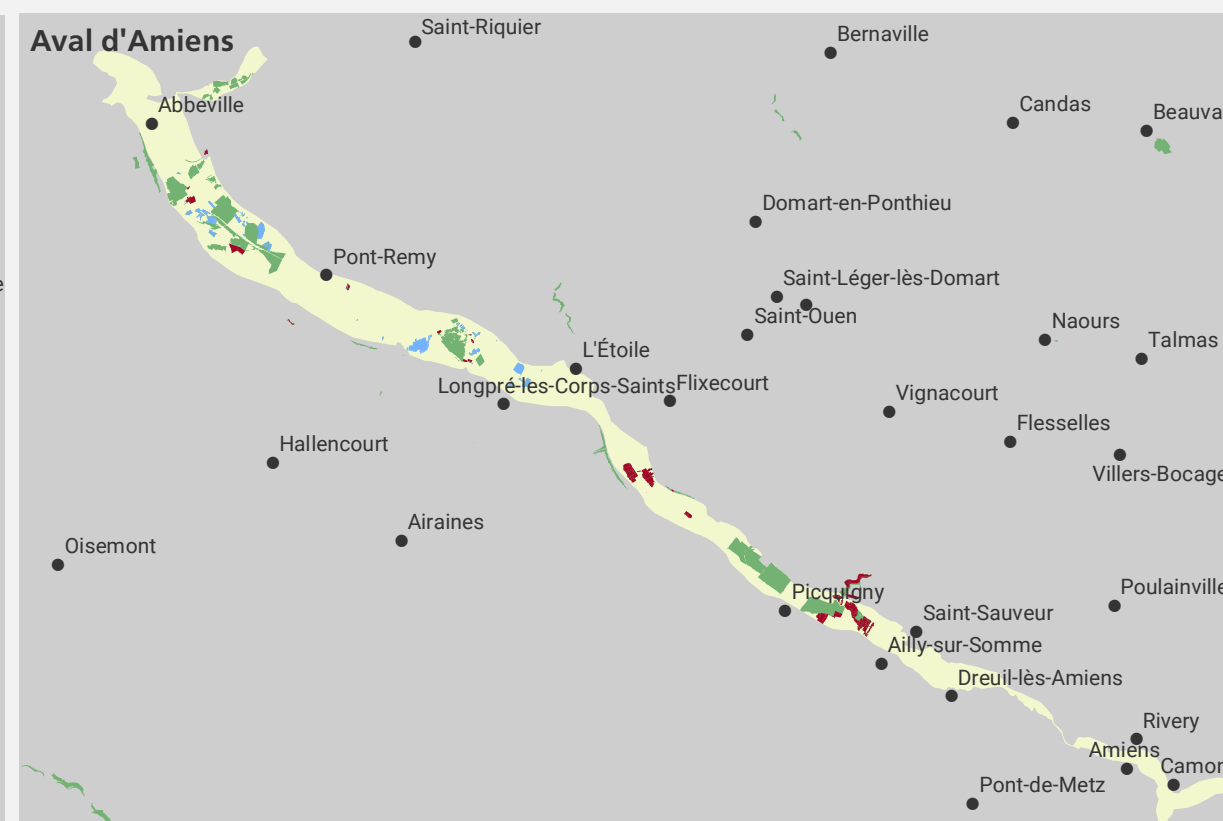 Aval d'Amiens
Saint-Riquier
Bernaville
Abbeville
Candas
Beauva
Domart-en-Ponthieu
Pont-Remy
Saint-Léger-lès-Domart
e
Saint-Ouen
Naours
Talmas
L'Étoile
Longpré-les-Corps-Saints
Flixecourt
Vignacourt
Flesselles
Hallencourt
Villers-Bocage
Airaines
Oisemont
Picquigny
Poulainville
Saint-Sauveur
Ailly-sur-Somme
Dreuil-lès-Amiens
Rivery
Amiens
Camon
Pont-de-Metz